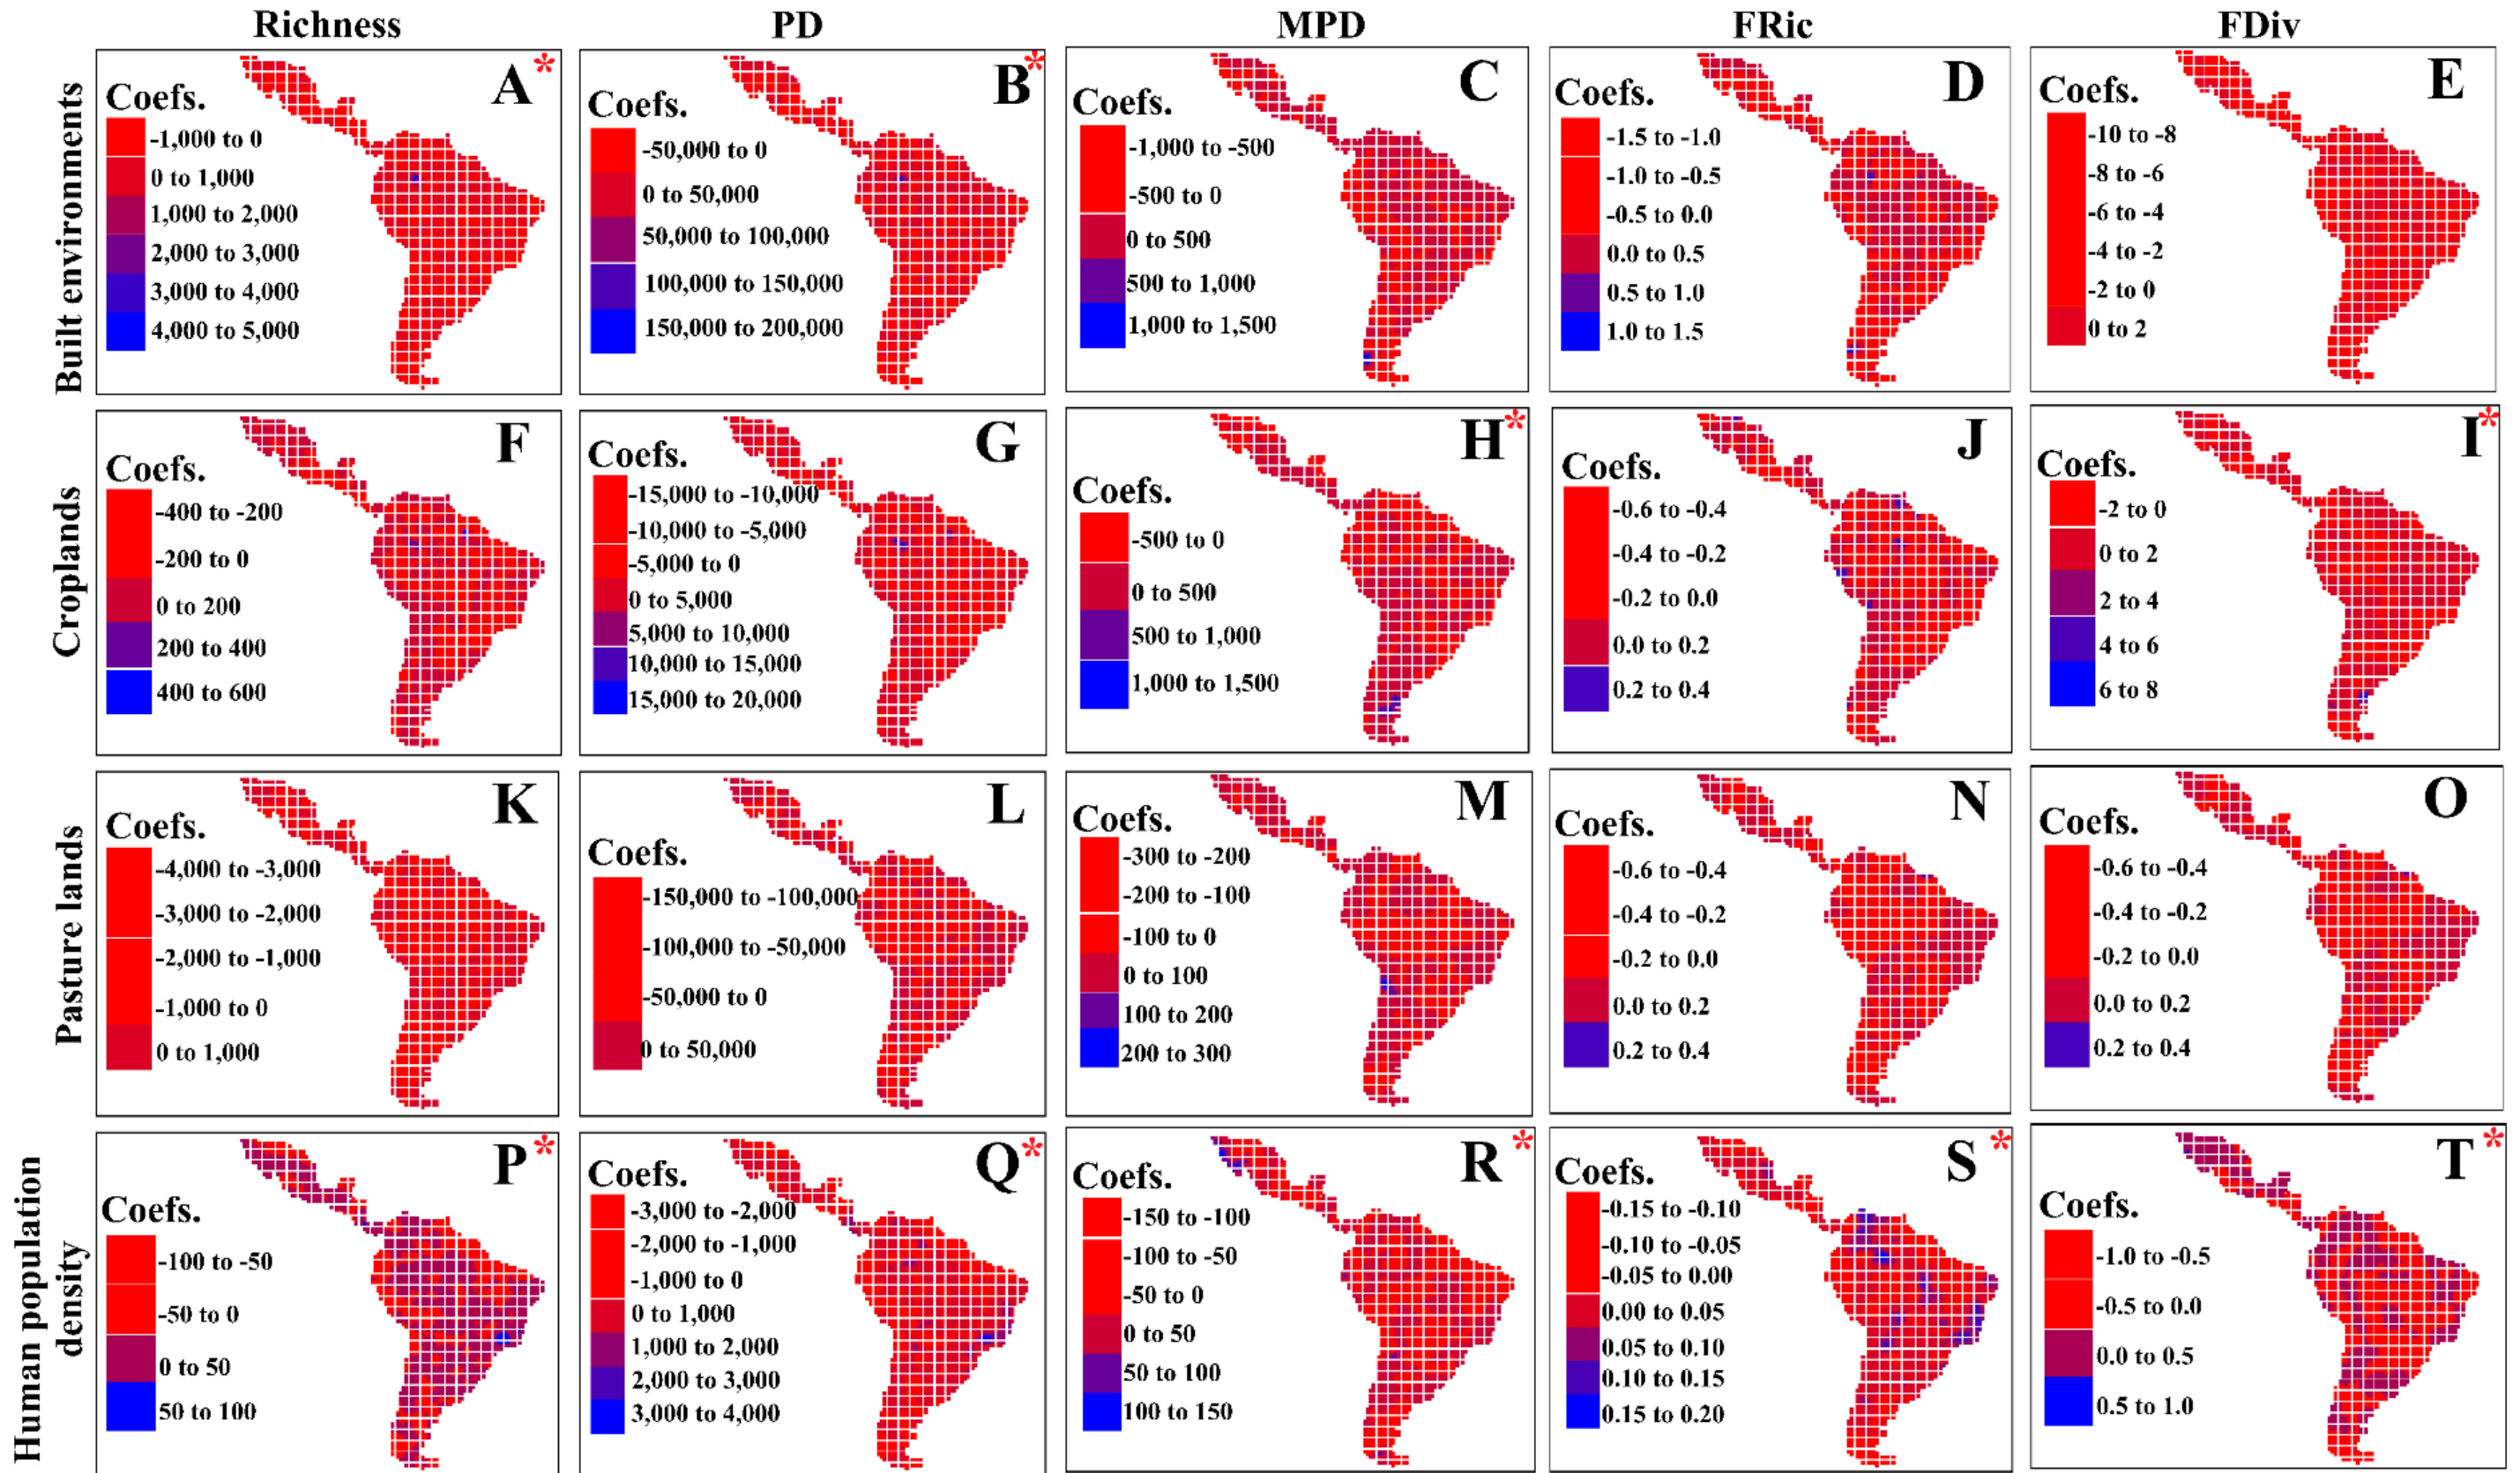 Richness
PD
MPD
FRic
FDiv
Built environments
A*
Coefs.
-1,000 to 0
0 to 1,000
1,000 to 2,000
2,000 to 3,000
3,000 to 4,000
4,000 to 5,000
B*
Coefs.
-50,000 to 0
0 to 50,000
50,000 to 100,000
100,000 to 150,000
150,000 to 200,000
C
Coefs.
-1,000 to -500
-500 to 0
0 to 500
500 to 1,000
1,000 to 1,500
D
Coefs.
-1.5 to -1.0
-1.0 to -0.5
-0.5 to 0.0
0.0 to 0.5
0.5 to 1.0
1.0 to 1.5
E
Coefs.
-10 to -8
-8 to -6
-6 to -4
-4 to -2
-2 to 0
0 to 2
Croplands
F
Coefs.
-400 to -200
-200 to 0
0 to 200
200 to 400
400 to 600
G
Coefs.
-15,000 to -10,000
-10,000 to -5,000
-5,000 to 0
0 to 5,000
5,000 to 10,000
10,000 to 15,000
15,000 to 20,000
H*
Coefs.
-500 to 0
0 to 500
500 to 1,000
1,000 to 1,500
J
Coefs.
-0.6 to -0.4
-0.4 to -0.2
-0.2 to 0.0
0.0 to 0.2
0.2 to 0.4
I*
Coefs.
-2 to 0
0 to 2
2 to 4
4 to 6
6 to 8
Pasture lands
K
Coefs.
-4,000 to -3,000
-3,000 to -2,000
-2,000 to -1,000
-1,000 to 0
0 to 1,000
L
Coefs.
-150,000 to -100,000
-100,000 to -50,000
-50,000 to 0
0 to 50,000
M
Coefs.
-300 to -200
-200 to -100
-100 to 0
0 to 100
100 to 200
200 to 300
N
Coefs.
-0.6 to -0.4
-0.4 to -0.2
-0.2 to 0.0
0.0 to 0.2
0.2 to 0.4
O
Coefs.
-0.6 to -0.4
-0.4 to -0.2
-0.2 to 0.0
0.0 to 0.2
0.2 to 0.4
Human population
density
P*
Coefs.
-100 to -50
-50 to 0
0 to 50
50 to 100
Q*
Coefs.
-3,000 to -2,000
-2,000 to -1,000
-1,000 to 0
0 to 1,000
1,000 to 2,000
2,000 to 3,000
3,000 to 4,000
R*
Coefs.
-150 to -100
-100 to -50
-50 to 0
0 to 50
50 to 100
100 to 150
S*
Coefs.
-0.15 to -0.10
-0.10 to -0.05
-0.05 to 0.00
0.00 to 0.05
0.05 to 0.10
0.10 to 0.15
0.15 to 0.20
T*
Coefs.
-1.0 to -0.5
-0.5 to 0.0
0.0 to 0.5
0.5 to 1.0